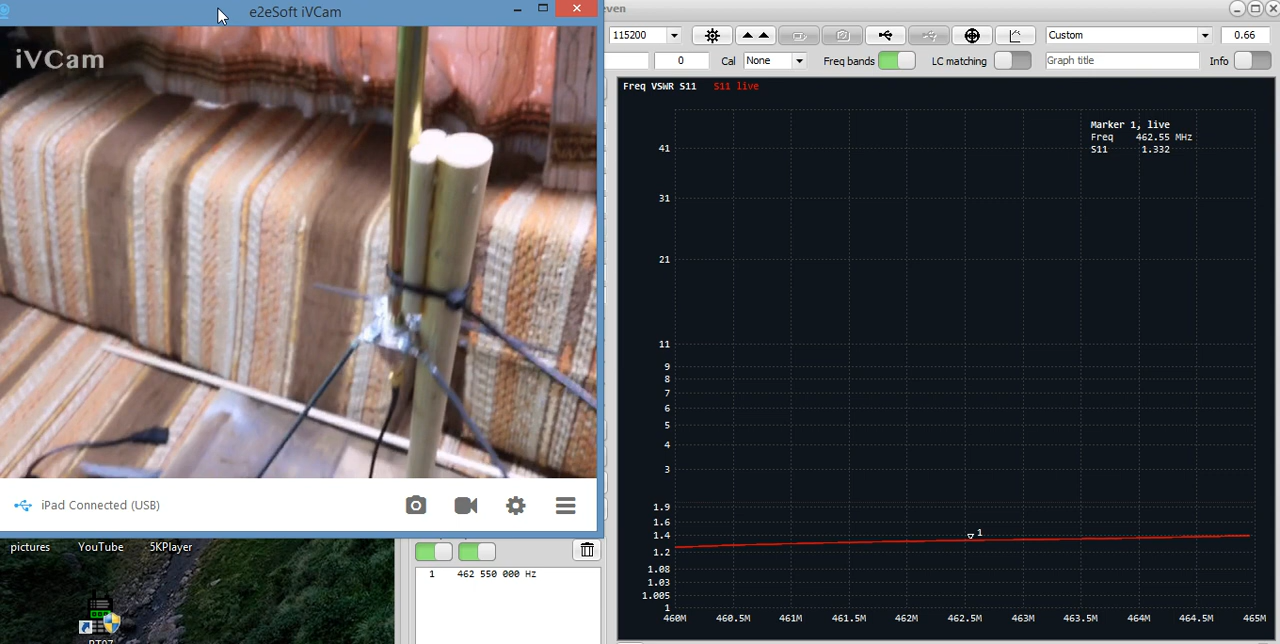 e2eSoft iVCam
iVCam
iPad Connected (USB)
pictures
YouTube
5KPlayer
BT07
1 462 550 000 Hz
even
115200
Custom
0.66
0
Cal
None
Freq bands
LC matching
Graph title
Info
Freq VSWR S11 S11 live
Marker 1, live
Freq 462.55 MHz
S11 1.332
41
31
21
11
9
8
7
6
5
4
3
1.9
1.6
1.4
1.2
1.08
1.03
1.005
1
1
460M 460.5M 461M 461.5M 462M 462.5M 463M 463.5M 464M 464.5M 465M